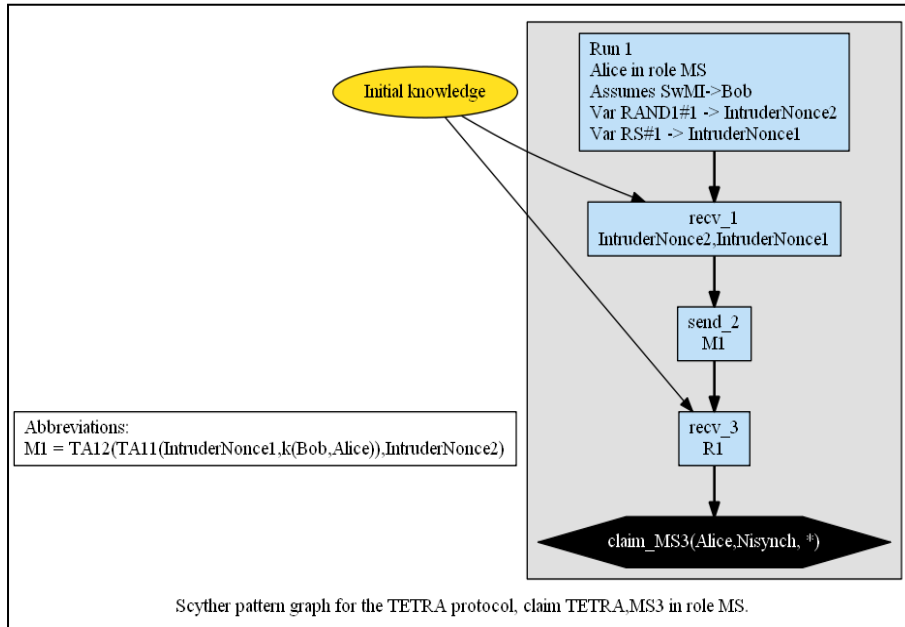 Run 1
Alice in role MS
Assumes SwMI->Bob
Var RAND1#1 -> IntruderNonce2
Var RS#1 -> IntruderNonce1
Initial knowledge
recv_1
IntruderNonce2,IntruderNonce1
send_2
M1
Abbreviations:
M1 = TA12(TA11(IntruderNonce1,k(Bob,Alice)),IntruderNonce2)
recv_3
R1
claim_MS3(Alice,Nisynch, *)
Scyther pattern graph for the TETRA protocol, claim TETRA,MS3 in role MS.